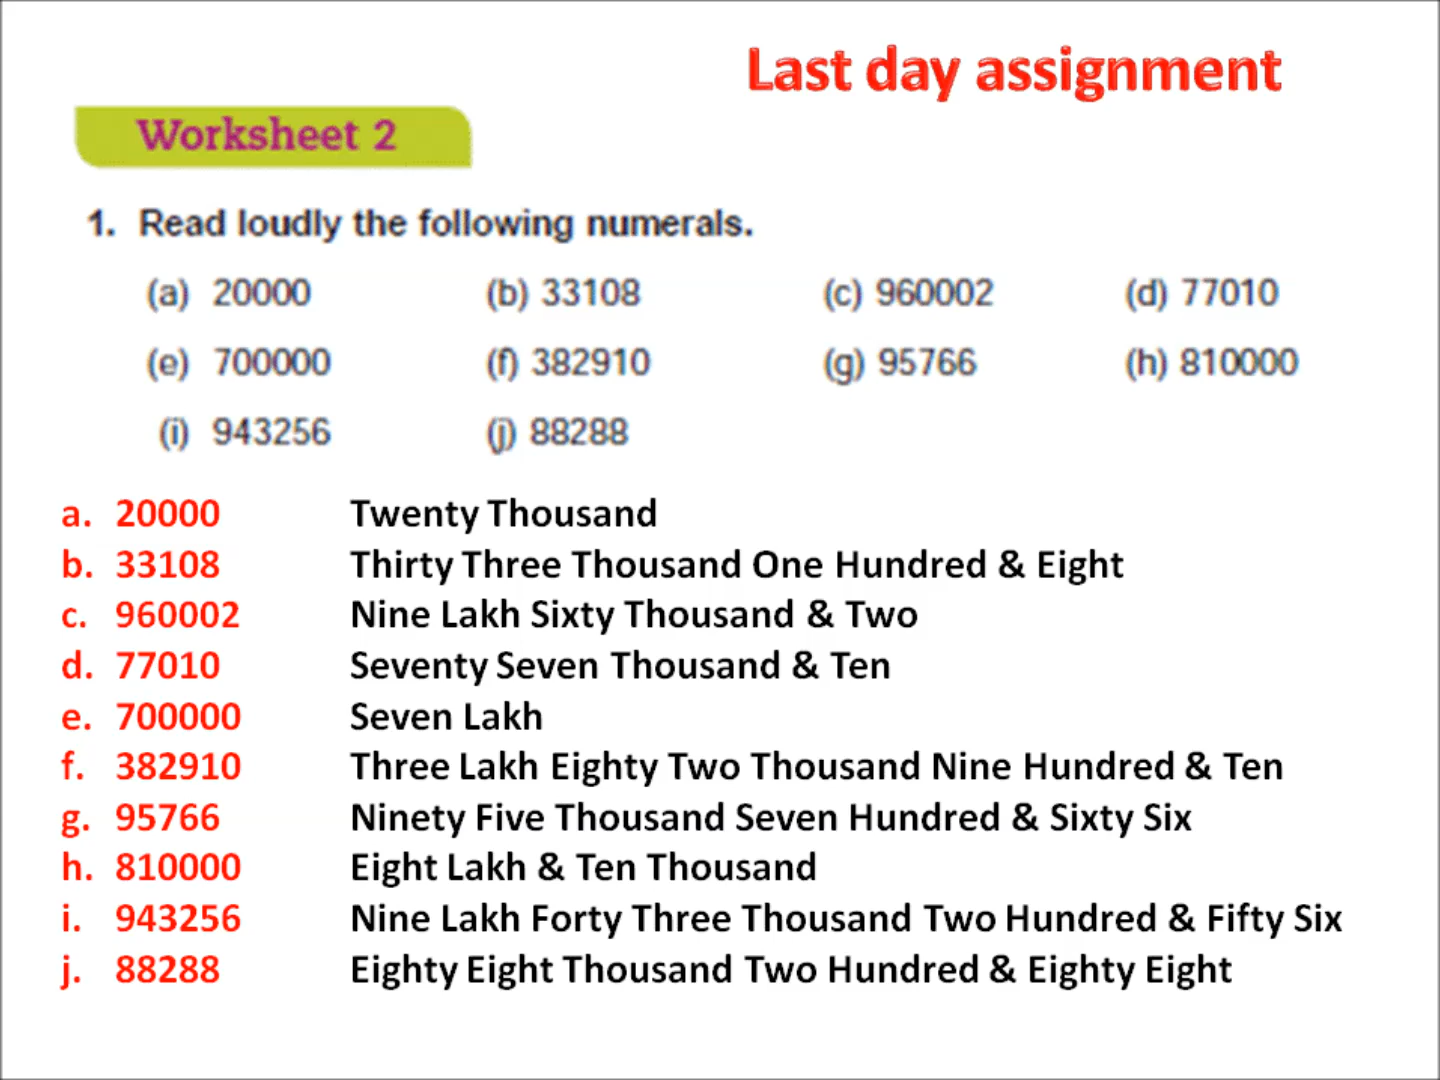 Last day assignment
Worksheet 2
1. Read loudly the following numerals.
(a) 20000 (b) 33108 (c) 960002 (d) 77010
(e) 700000 (f) 382910 (g) 95766 (h) 810000
(i) 943256 (j) 88288
a. 20000 Twenty Thousand
b. 33108 Thirty Three Thousand One Hundred & Eight
c. 960002 Nine Lakh Sixty Thousand & Two
d. 77010 Seventy Seven Thousand & Ten
e. 700000 Seven Lakh
f. 382910 Three Lakh Eighty Two Thousand Nine Hundred & Ten
g. 95766 Ninety Five Thousand Seven Hundred & Sixty Six
h. 810000 Eight Lakh & Ten Thousand
i. 943256 Nine Lakh Forty Three Thousand Two Hundred & Fifty Six
j. 88288 Eighty Eight Thousand Two Hundred & Eighty Eight